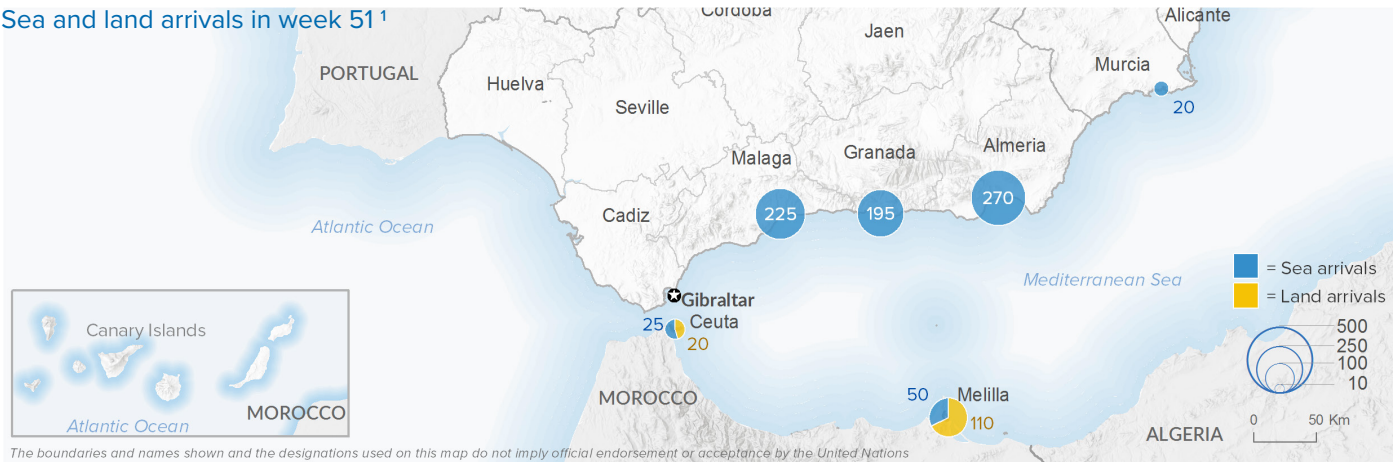 Sea and land arrivals in week 51 ¹
Cordoba
Alicante
Jaen
PORTUGAL
Murcia
Huelva
Seville
20
Almeria
Granada
Malaga
270
225
195
Cadiz
Atlantic Ocean
Mediterranean Sea
= Sea arrivals
= Land arrivals
Gibraltar
25
Ceuta
20
Canary Islands
500
250
100
10
50
Melilla
110
MOROCCO
MOROCCO
Atlantic Ocean
0 50 Km
ALGERIA
The boundaries and names shown and the designations used on this map do not imply official endorsement or acceptance by the United Nations